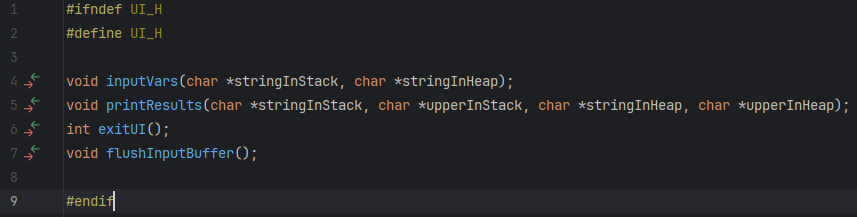 1 #ifndef UI_H
2 #define UI_H
3
4 void inputVars(char *stringInStack, char *stringInHeap);
5 void printResults(char *stringInStack, char *upperInStack, char *stringInHeap, char *upperInHeap);
6 int exitUI();
7 void flushInputBuffer();
8
9 #endif